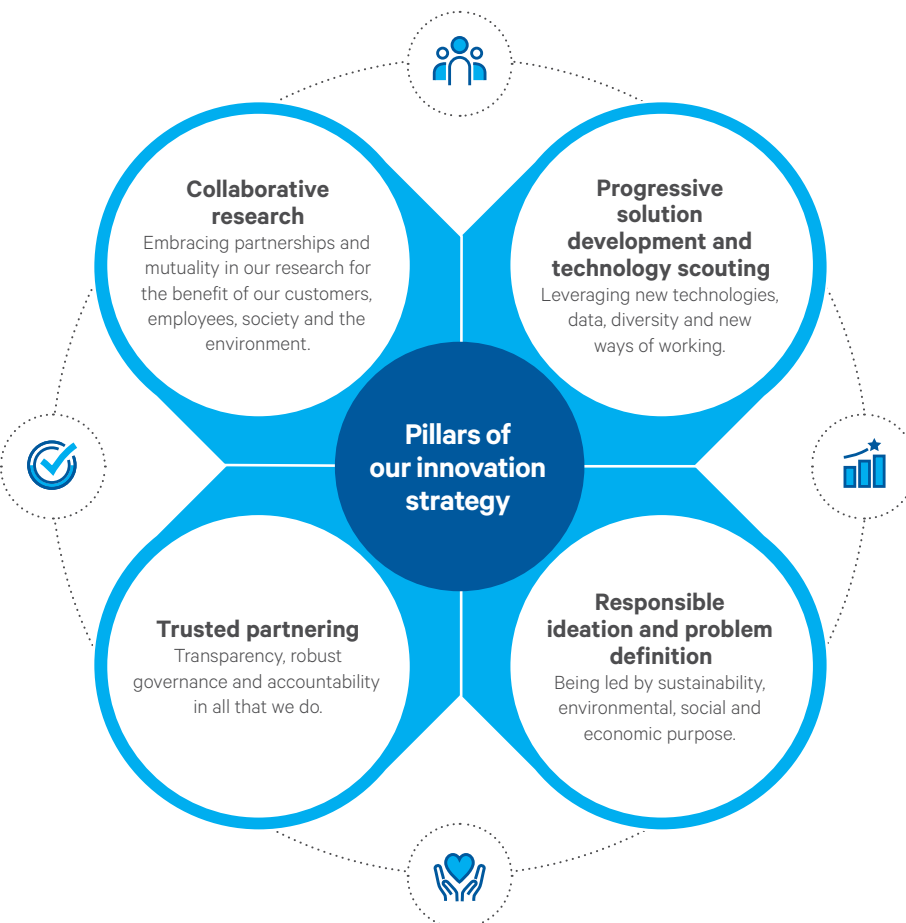 Collaborative
research
Embracing partnerships and
mutuality in our research for
the benefit of our customers,
employees, society and the
environment.
Progressive
solution
development and
technology scouting
Leveraging new technologies,
data, diversity and new
ways of working.
Pillars of
our innovation
strategy
Trusted partnering
Transparency, robust
governance and accountability
in all that we do.
Responsible
ideation and problem
definition
Being led by sustainability,
environmental, social and
economic purpose.